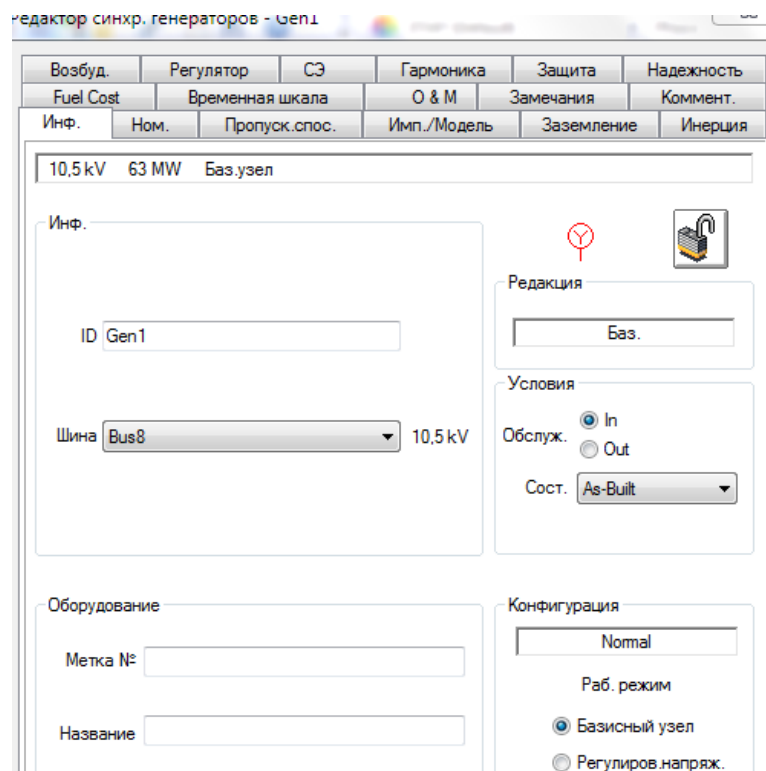 Редактор синхр. генераторов - Gen1
Возбуд. Регулятор СЭ Гармоника Защита Надежность
Fuel Cost Временная шкала O & M Замечания Коммент.
Инф. Ном. Пропуск.спос. Имп./Модель Заземление Инерция
10,5 kV 63 MW Баз.узел
Инф.
Редакция
ID Gen1
Баз.
Условия
Шина Bus8 10,5 kV
Обслуж. In
Out
Сост. As-Built
Оборудование
Конфигурация
Normal
Метка №
Раб. режим
Название
Базисный узел
Регулиров.напряж.